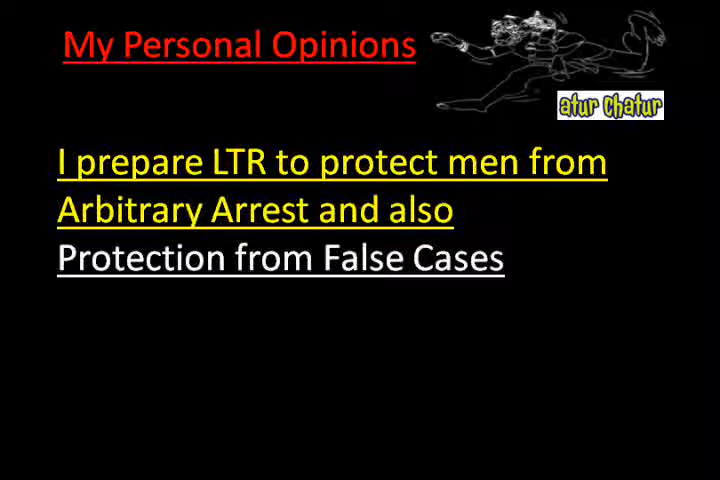 My Personal Opinions
atur chatur
I prepare LTR to protect men from
Arbitrary Arrest and also
Protection from False Cases